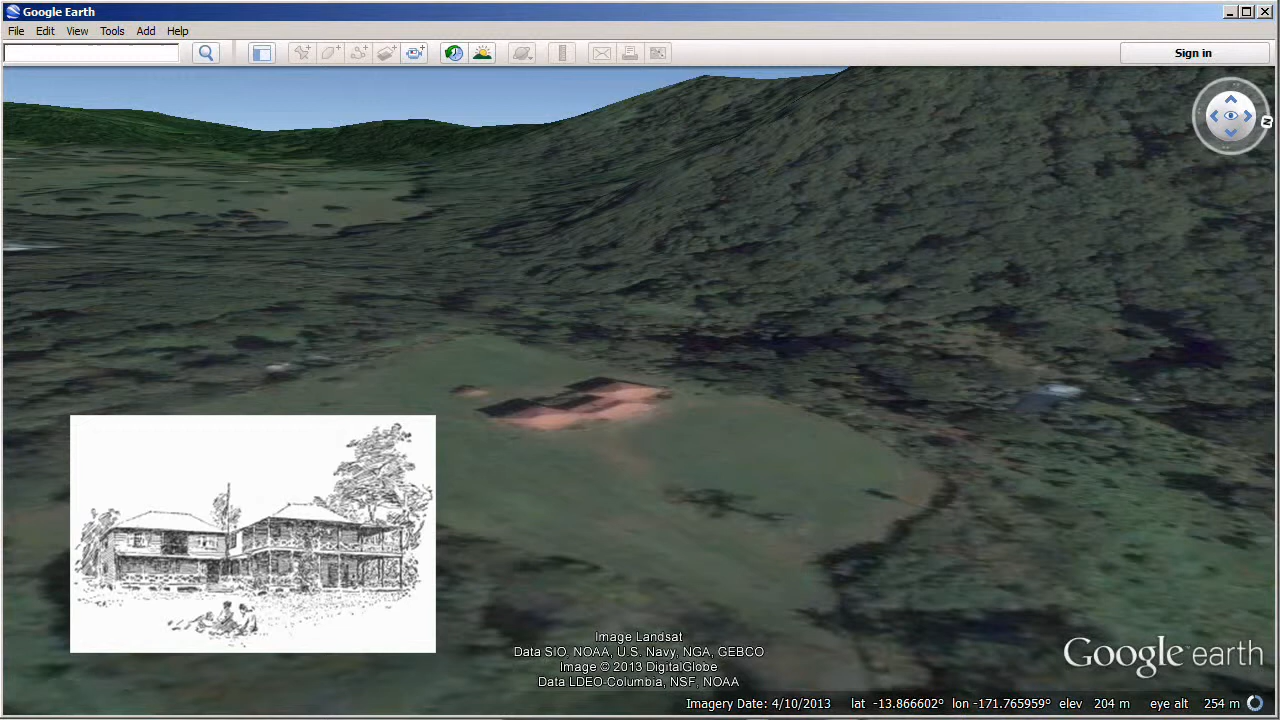 Google Earth
File Edit View Tools Add Help
Sign in
N
Image Landsat
Data SIO, NOAA, U.S. Navy, NGA, GEBCO
Image © 2013 DigitalGlobe
Data LDEO-Columbia, NSF, NOAA
Google earth
Imagery Date: 4/10/2013 lat -13.866602° lon -171.765959° elev 204 m eye alt 254 m